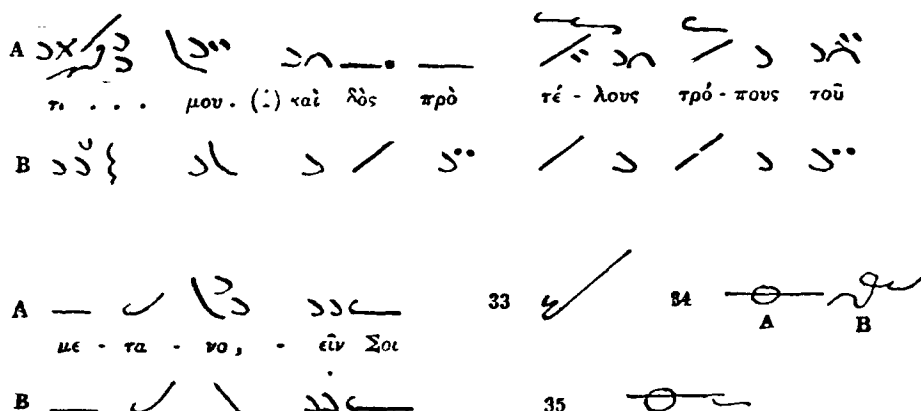 A
τι . . . μου . (:) καὶ δὸς πρὸ τέ - λους τρό - πους τοῦ
B
A 33 34
A B
με - τα - νο, - εῖν Σοι
B 35